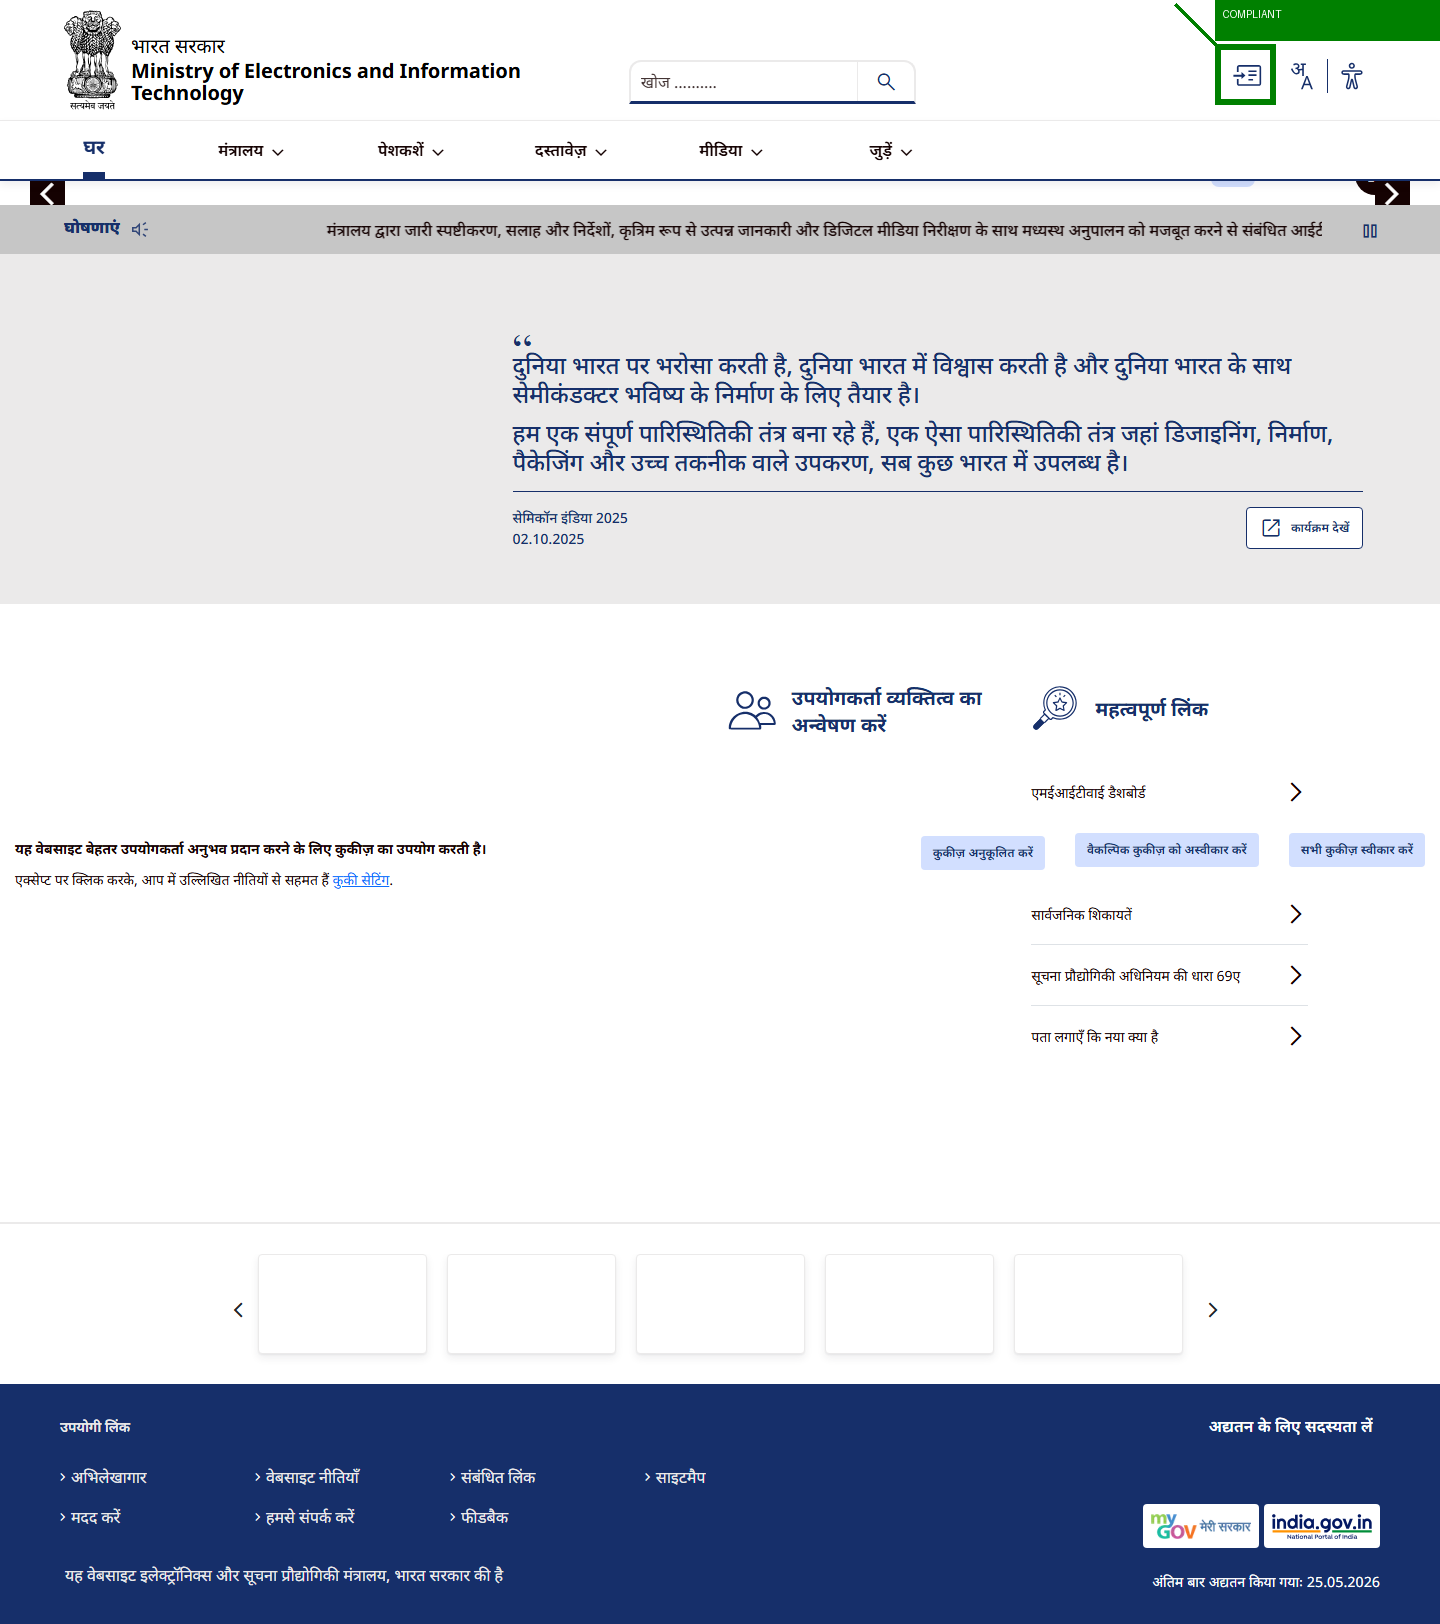 COMPLIANT
भारत सरकार
Ministry of Electronics and Information
Technology
सत्यमेव जयते
खोज ..........
अ
A
घर
मंत्रालय
पेशकशें
दस्तावेज़
मीडिया
जुड़ें
घोषणाएं
मंत्रालय द्वारा जारी स्पष्टीकरण, सलाह और निर्देशों, कृत्रिम रूप से उत्पन्न जानकारी और डिजिटल मीडिया निरीक्षण के साथ मध्यस्थ अनुपालन को मजबूत करने से संबंधित
“
दुनिया भारत पर भरोसा करती है, दुनिया भारत में विश्वास करती है और दुनिया भारत के साथ
सेमीकंडक्टर भविष्य के निर्माण के लिए तैयार है।
हम एक संपूर्ण पारिस्थितिकी तंत्र बना रहे हैं, एक ऐसा पारिस्थितिकी तंत्र जहां डिजाइनिंग, निर्माण,
पैकेजिंग और उच्च तकनीक वाले उपकरण, सब कुछ भारत में उपलब्ध है।
सेमिकॉन इंडिया 2025
02.10.2025
कार्यक्रम देखें
उपयोगकर्ता व्यक्तित्व का
अन्वेषण करें
महत्वपूर्ण लिंक
एमईआईटीवाई डैशबोर्ड
यह वेबसाइट बेहतर उपयोगकर्ता अनुभव प्रदान करने के लिए कुकीज़ का उपयोग करती है।
एक्सेप्ट पर क्लिक करके, आप में उल्लिखित नीतियों से सहमत हैं कुकी सेटिंग.
कुकीज़ अनुकूलित करें
वैकल्पिक कुकीज़ को अस्वीकार करें
सभी कुकीज़ स्वीकार करें
सार्वजनिक शिकायतें
सूचना प्रौद्योगिकी अधिनियम की धारा 69ए
पता लगाएँ कि नया क्या है
उपयोगी लिंक
अद्यतन के लिए सदस्यता लें
अभिलेखागार
वेबसाइट नीतियाँ
संबंधित लिंक
साइटमैप
मदद करें
हमसे संपर्क करें
फीडबैक
my
GOV मेरी सरकार
india.gov.in
National Portal of India
यह वेबसाइट इलेक्ट्रॉनिक्स और सूचना प्रौद्योगिकी मंत्रालय, भारत सरकार की है
अंतिम बार अद्यतन किया गयाः 25.05.2026